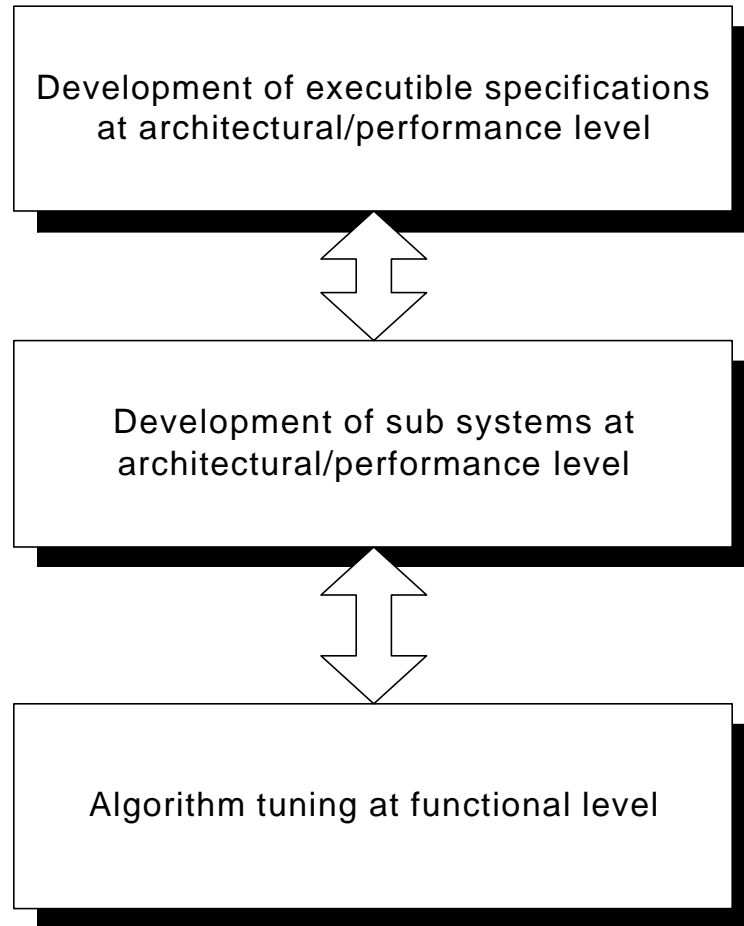 Development of executible specifications
at architectural/performance level
Development of sub systems at
architectural/performance level
Algorithm tuning at functional level